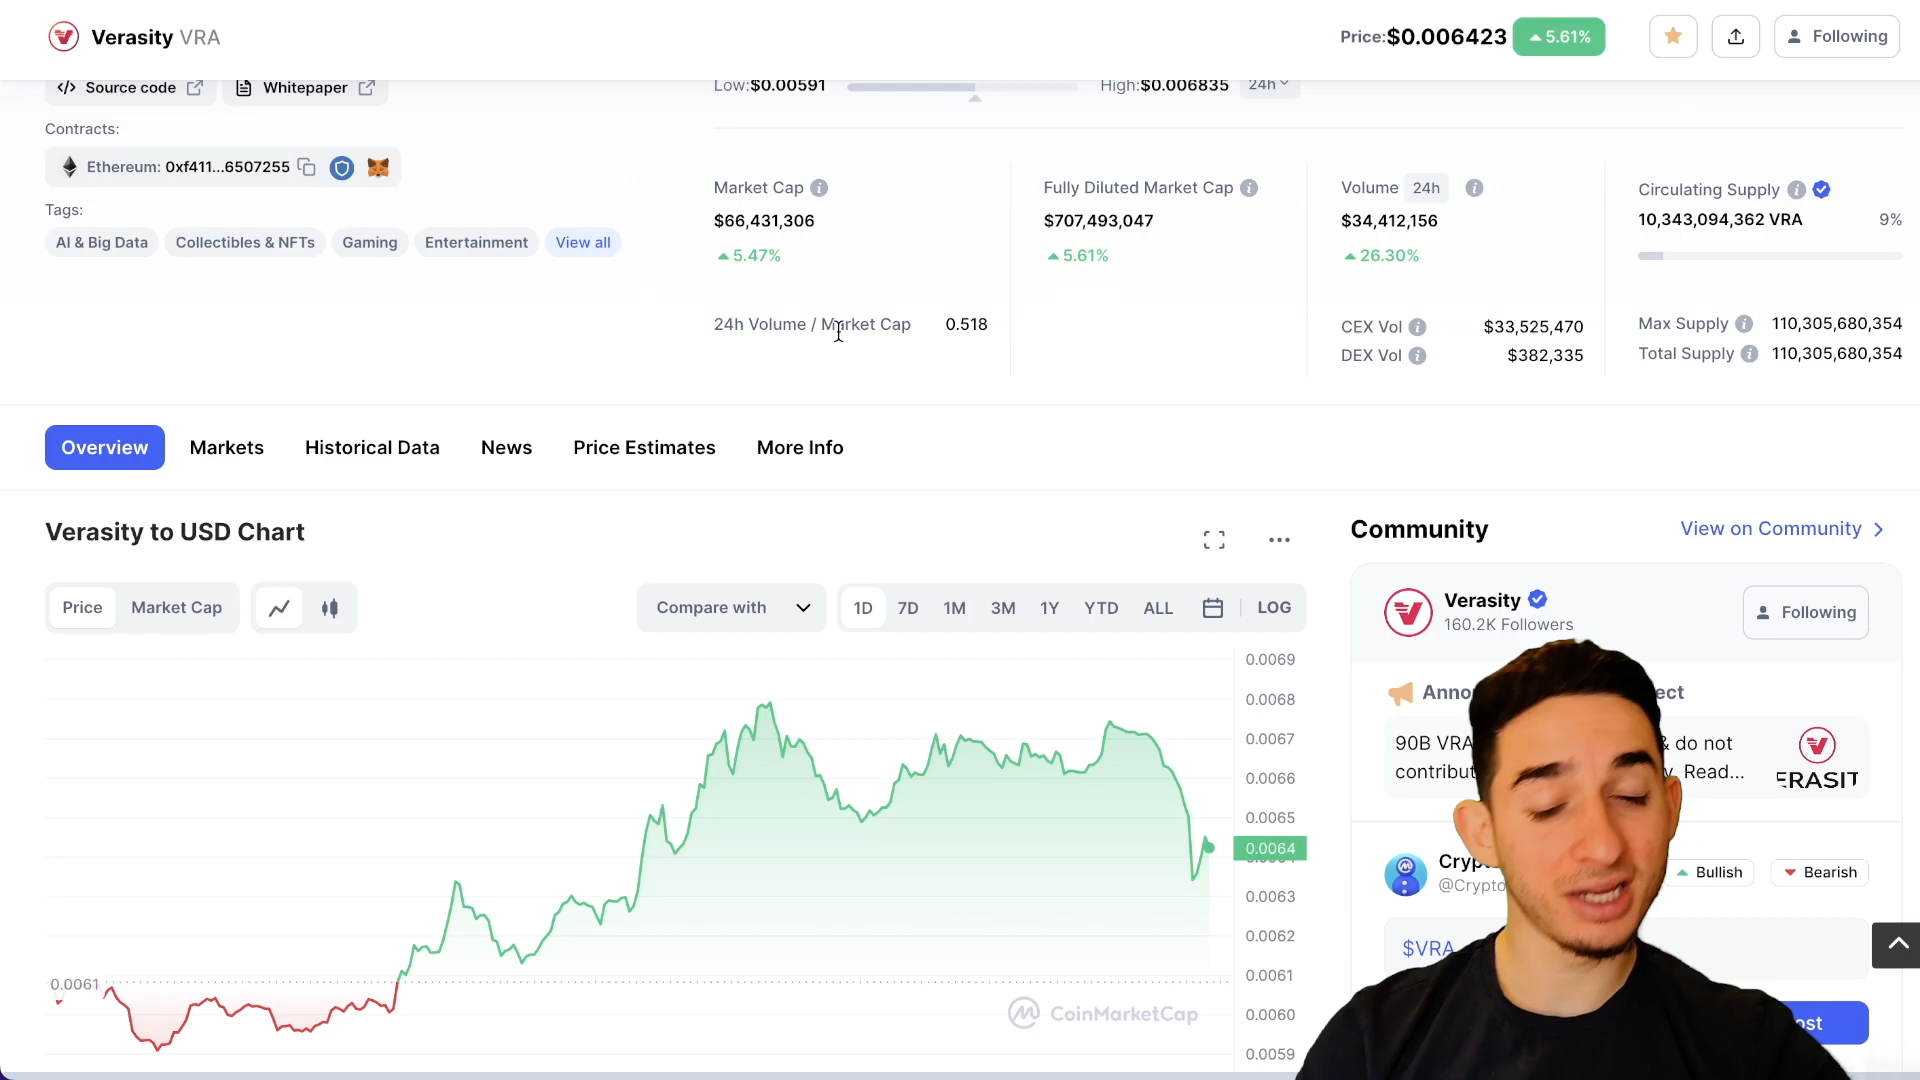 Verasity VRA
Price:$0.006423
5.61%
Following
Source code
Whitepaper
Low:$0.00591
High:$0.006835
24h
Contracts:
Ethereum: 0xf411...6507255
Tags:
AI & Big Data
Collectibles & NFTs
Gaming
Entertainment
View all
Market Cap
$66,431,306
5.47%
24h Volume / Market Cap 0.518
Fully Diluted Market Cap
$707,493,047
5.61%
Volume 24h
$34,412,156
26.30%
CEX Vol $33,525,470
DEX Vol $382,335
Circulating Supply
10,343,094,362 VRA 9%
Max Supply 110,305,680,354
Total Supply 110,305,680,354
Overview
Markets
Historical Data
News
Price Estimates
More Info
Verasity to USD Chart
Price
Market Cap
Compare with
1D
7D
1M
3M
1Y
YTD
ALL
LOG
0.0069
0.0068
0.0067
0.0066
0.0065
0.0064
0.0063
0.0062
0.0061
0.0060
0.0059
0.0061
CoinMarketCap
Community
View on Community
Verasity
160.2K Followers
Following
90B VRA & do not
Read...
ERASIT
Bullish
Bearish
$VRA